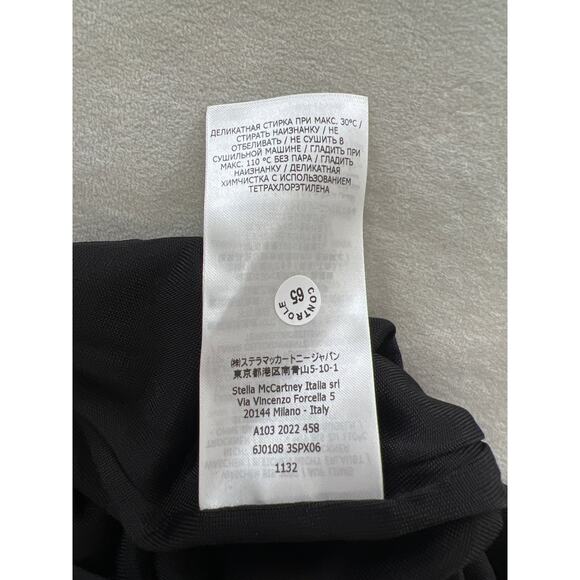 ДЕЛИКАТНАЯ СТИРКА ПРИ МАКС. 30°C /
СТИРАТЬ НАИЗНАНКУ / НЕ
ОТБЕЛИВАТЬ / НЕ СУШИТЬ В
СУШИЛЬНОЙ МАШИНЕ / ГЛАДИТЬ ПРИ
МАКС. 110 °C БЕЗ ПАРА / ГЛАДИТЬ
НАИЗНАНКУ / ДЕЛИКАТНАЯ
ХИМЧИСТКА С ИСПОЛЬЗОВАНИЕМ
ТЕТРАХЛОРЭТИЛЕНА
65
CONTROLE
㈱ステラマッカートニージャパン
東京都港区南青山5-10-1
Stella McCartney Italia srl
Via Vincenzo Forcella 5
20144 Milano - Italy
A103 2022 458
6J0108 3SPX06
1132